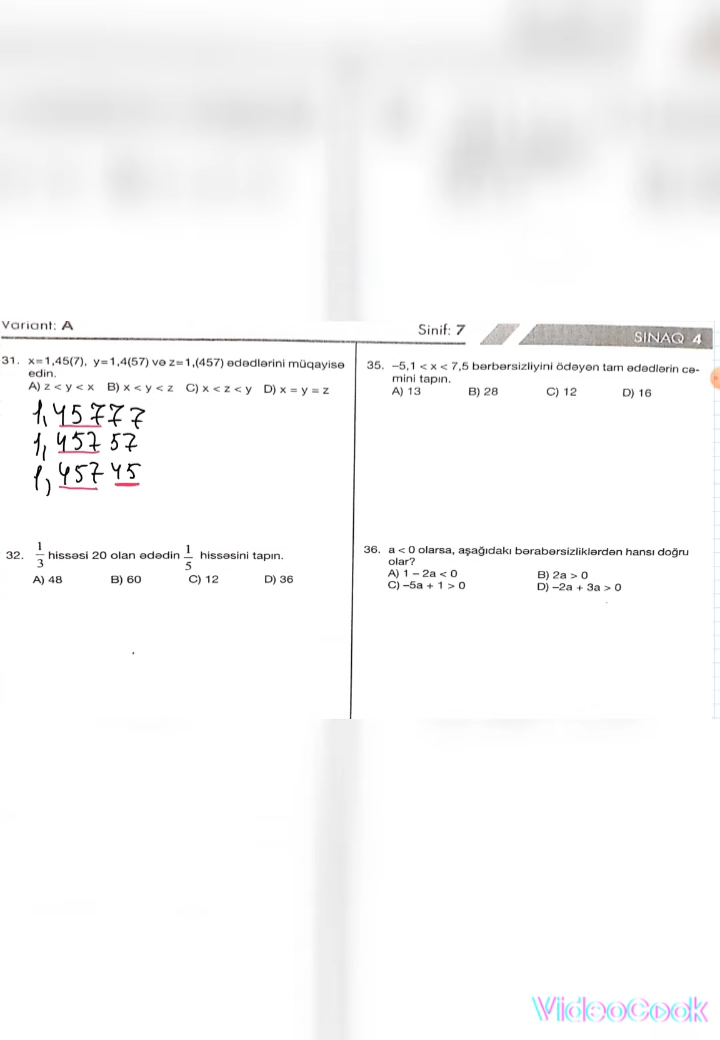 Variant: A
Sinif: 7
SINAQ 4
31. x=1,45(7), y=1,4(57) və z=1,(457) ədədlərini müqayisə
edin.
A) z < y < x B) x < y < z C) x < z < y D) x = y = z
1,45777
1,45757
1,45745
32. 1/3 hissəsi 20 olan ədədin 1/5 hissəsini tapın.
A) 48 B) 60 C) 12 D) 36
35. –5,1 < x < 7,5 bərbərsizliyini ödəyən tam ədədlərin cə-
mini tapın.
A) 13 B) 28 C) 12 D) 16
36. a < 0 olarsa, aşağıdakı bərabərsizliklərdən hansı doğru
olar?
A) 1 – 2a < 0 B) 2a > 0
C) –5a + 1 > 0 D) –2a + 3a > 0
VideoCook